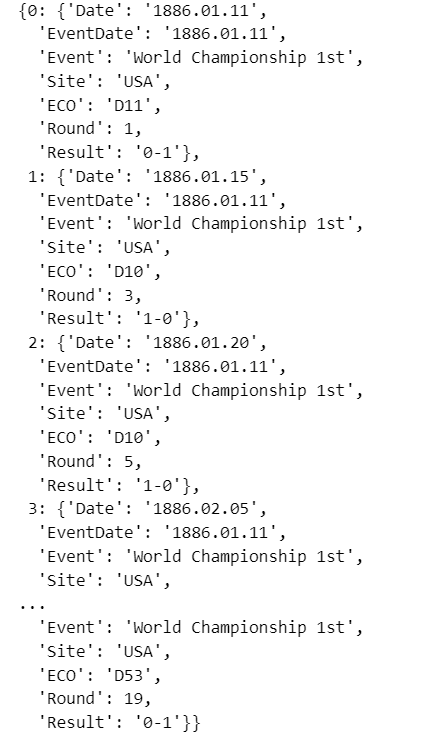 {0: {'Date': '1886.01.11',
'EventDate': '1886.01.11',
'Event': 'World Championship 1st',
'Site': 'USA',
'ECO': 'D11',
'Round': 1,
'Result': '0-1'},
1: {'Date': '1886.01.15',
'EventDate': '1886.01.11',
'Event': 'World Championship 1st',
'Site': 'USA',
'ECO': 'D10',
'Round': 3,
'Result': '1-0'},
2: {'Date': '1886.01.20',
'EventDate': '1886.01.11',
'Event': 'World Championship 1st',
'Site': 'USA',
'ECO': 'D10',
'Round': 5,
'Result': '1-0'},
3: {'Date': '1886.02.05',
'EventDate': '1886.01.11',
'Event': 'World Championship 1st',
'Site': 'USA',
...
'Event': 'World Championship 1st',
'Site': 'USA',
'ECO': 'D53',
'Round': 19,
'Result': '0-1'}}